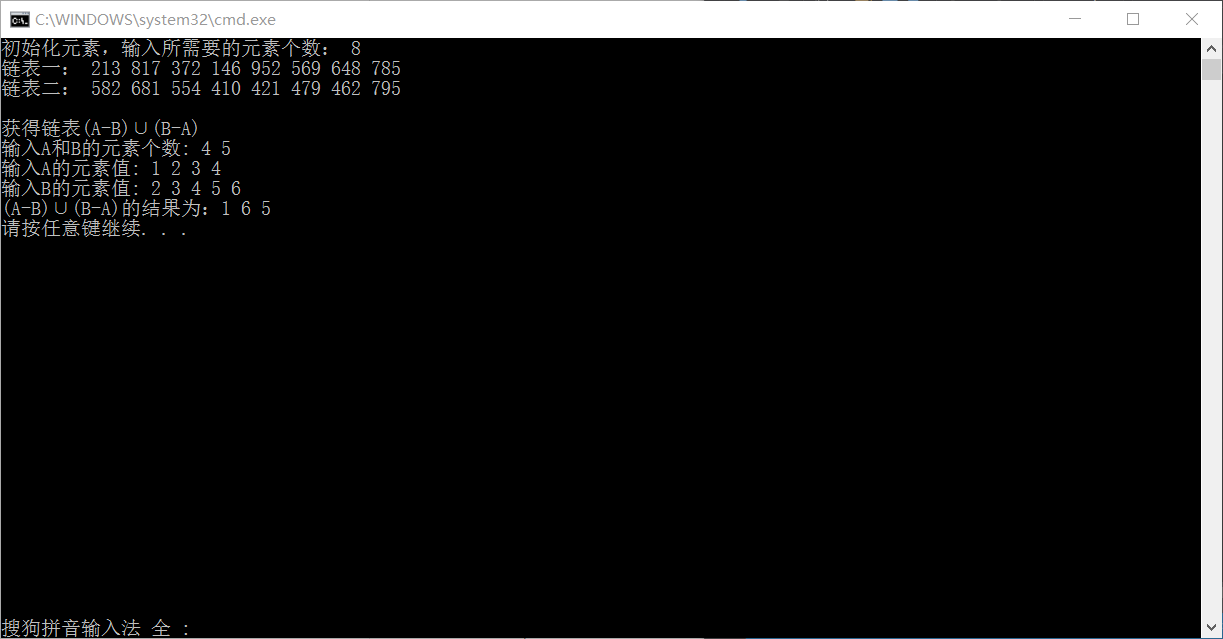 C:\WINDOWS\system32\cmd.exe
初始化元素，输入所需要的元素个数： 8
链表一： 213 817 372 146 952 569 648 785
链表二： 582 681 554 410 421 479 462 795
获得链表(A-B)∪(B-A)
输入A和B的元素个数: 4 5
输入A的元素值: 1 2 3 4
输入B的元素值: 2 3 4 5 6
(A-B)∪(B-A)的结果为：1 6 5
请按任意键继续. . .
搜狗拼音输入法 全 :